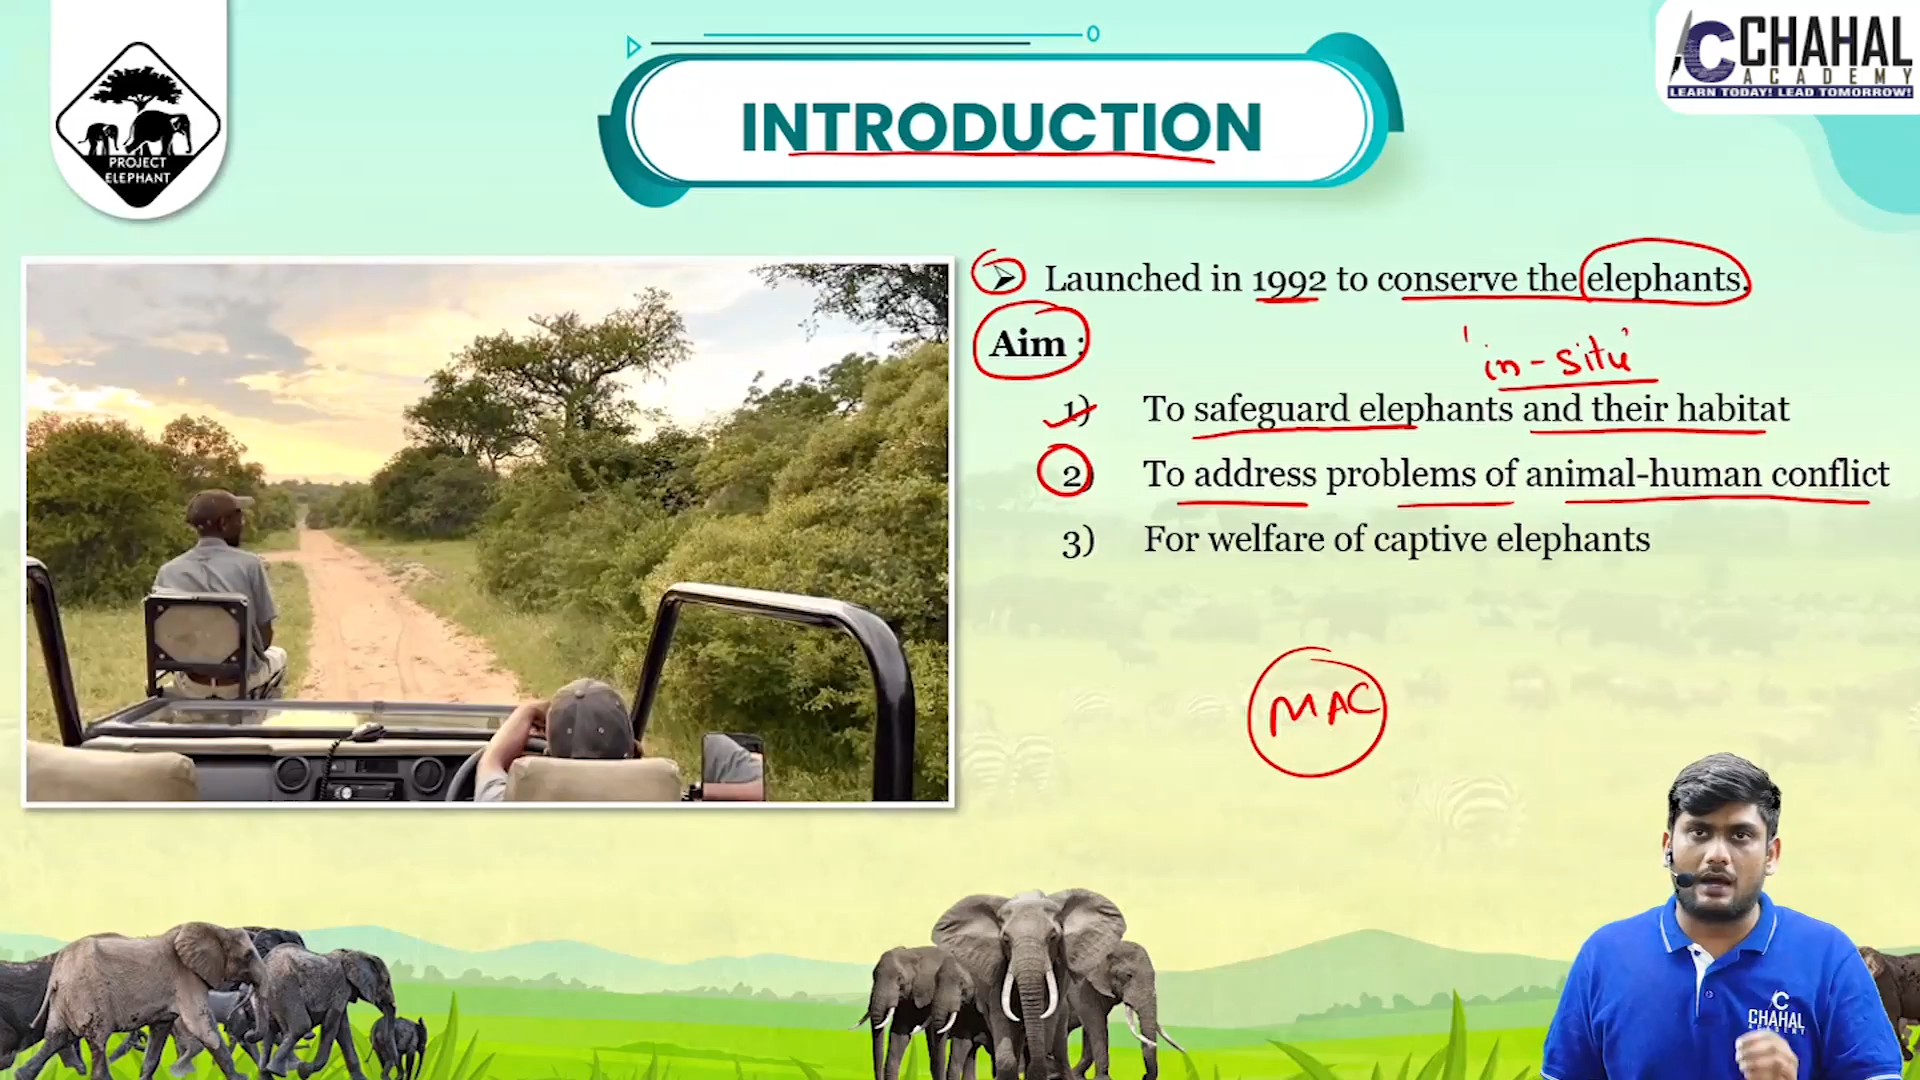 PROJECT
ELEPHANT
INTRODUCTION
CHAHAL
ACADEMY
LEARN TODAY! LEAD TOMORROW!
➢ Launched in 1992 to conserve the elephants.
Aim :
'in-situ'
1) To safeguard elephants and their habitat
2) To address problems of animal-human conflict
3) For welfare of captive elephants
MAC
CHAHAL
ACADEMY